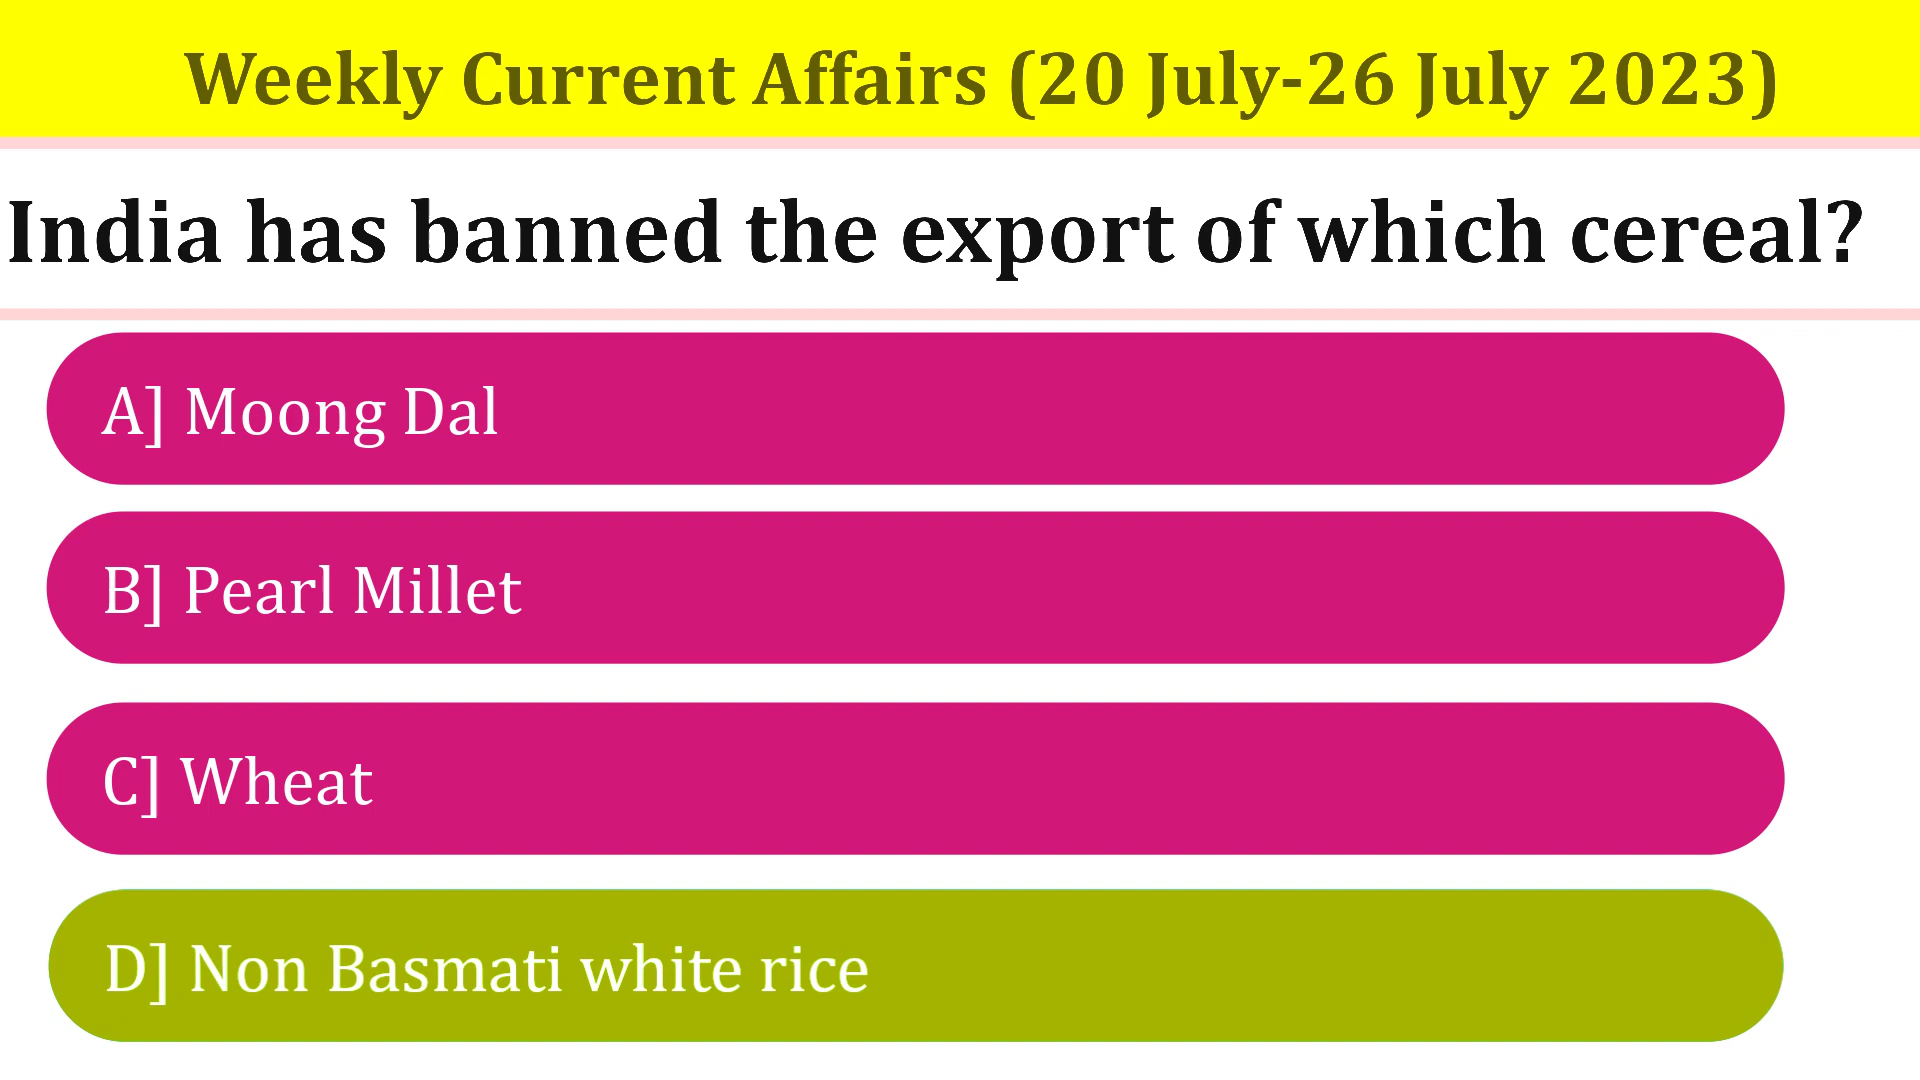 Weekly Current Affairs (20 July-26 July 2023)
India has banned the export of which cereal?
A] Moong Dal
B] Pearl Millet
C] Wheat
D] Non Basmati white rice